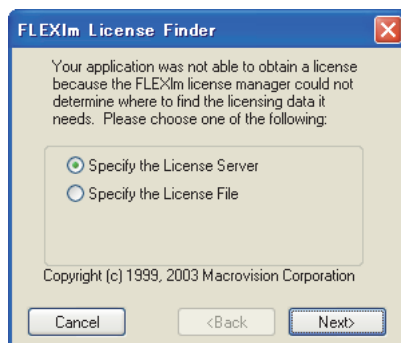 FLEXlm License Finder
Your application was not able to obtain a license
because the FLEXlm license manager could not
determine where to find the licensing data it
needs. Please choose one of the following:
Specify the License Server
Specify the License File
Copyright (c) 1999, 2003 Macrovision Corporation
Cancel
<Back
Next>